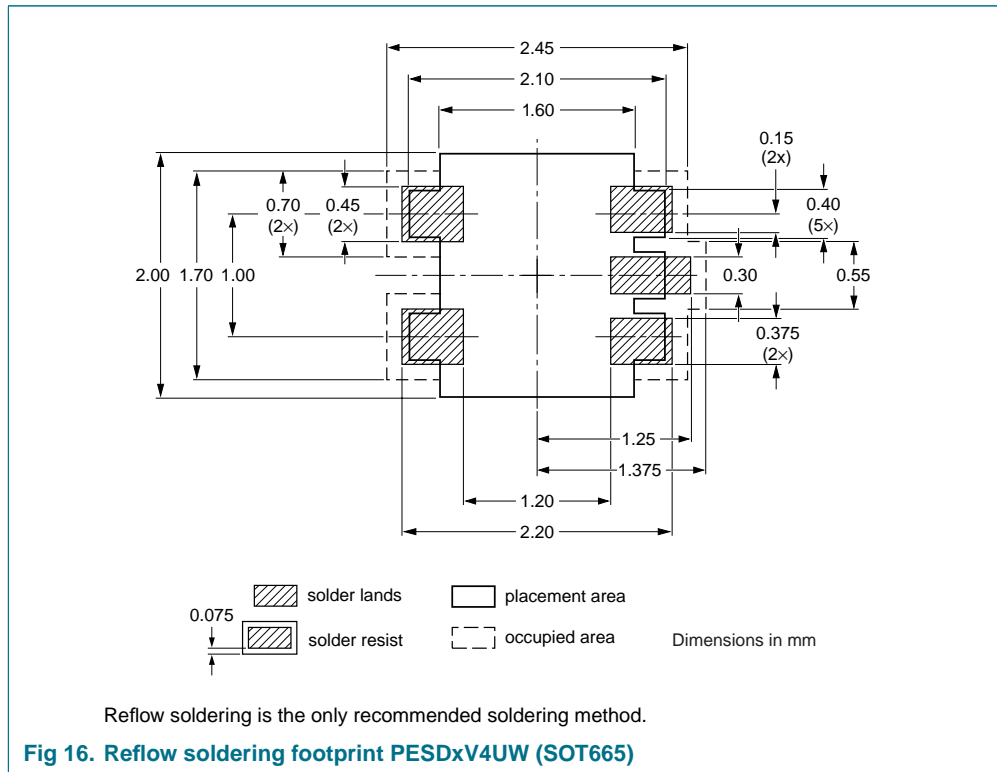 2.45
2.10
1.60
0.15
(2x)
0.40
(5×)
0.70
(2×)
0.45
(2×)
2.00
1.70
1.00
0.30
0.55
0.375
(2×)
1.25
1.375
1.20
2.20
solder lands
placement area
0.075
solder resist
occupied area
Dimensions in mm
Reflow soldering is the only recommended soldering method.
Fig 16. Reflow soldering footprint PESDxV4UW (SOT665)